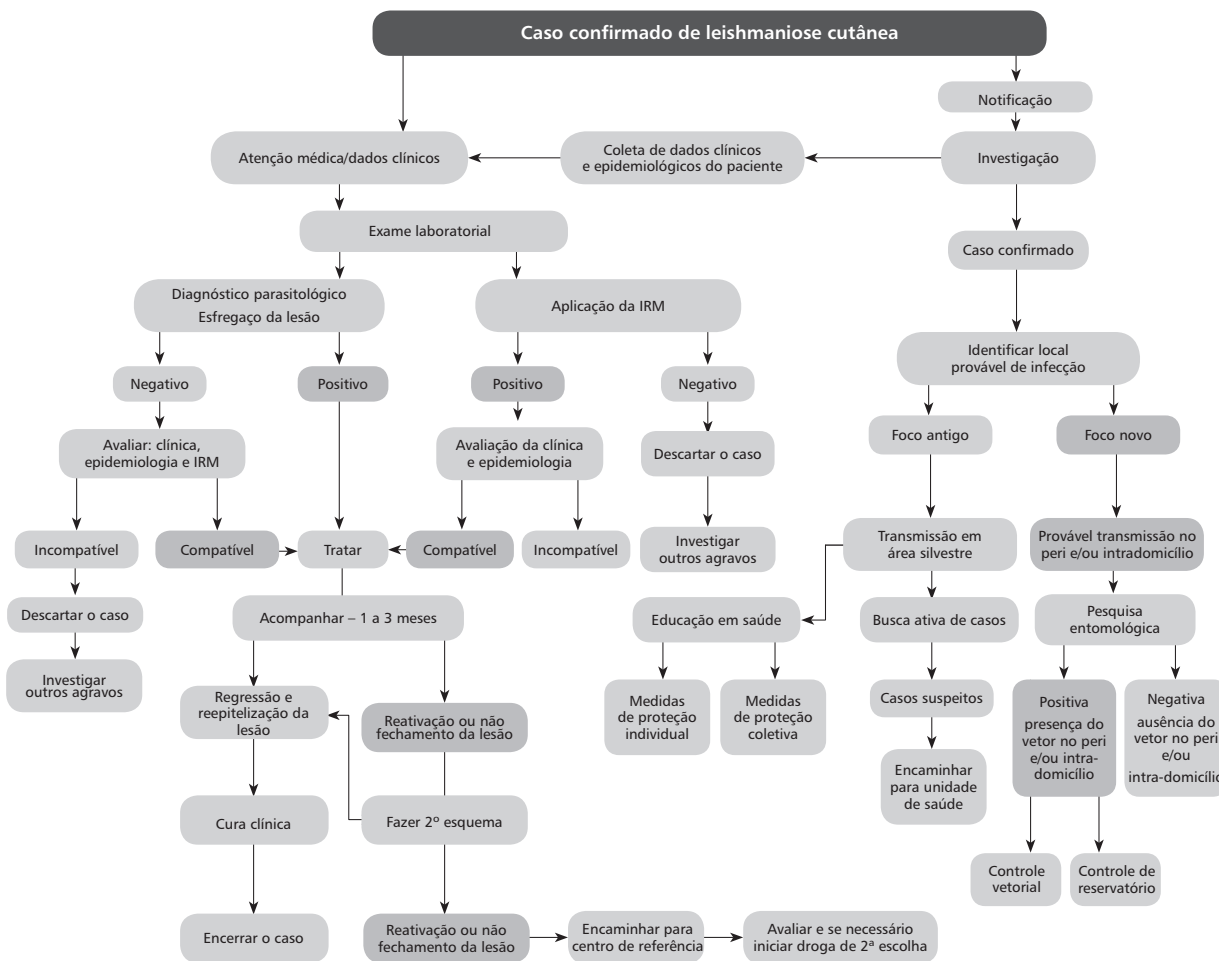 Caso confirmado de leishmaniose cutânea
Notificação
Atenção médica/dados clínicos
Coleta de dados clínicos
e epidemiológicos do paciente
Investigação
Exame laboratorial
Caso confirmado
Diagnóstico parasitológico
Esfregaço da lesão
Aplicação da IRM
Identificar local
provável de infecção
Negativo
Positivo
Positivo
Negativo
Foco antigo
Foco novo
Avaliar: clínica,
epidemiologia e IRM
Avaliação da clínica
e epidemiologia
Descartar o caso
Incompatível
Compatível
Tratar
Compatível
Incompatível
Investigar
outros agravos
Transmissão em
área silvestre
Provável transmissão no
peri e/ou intradomicílio
Descartar o caso
Acompanhar – 1 a 3 meses
Educação em saúde
Busca ativa de casos
Pesquisa
entomológica
Investigar
outros agravos
Regressão e
reepitelização da
lesão
Reativação ou não
fechamento da lesão
Medidas
de proteção
individual
Medidas
de proteção
coletiva
Casos suspeitos
Positiva
presença do
vetor no peri
e/ou intra-
domicílio
Negativa
ausência do
vetor no peri
e/ou
intra-domicílio
Encaminhar
para unidade
de saúde
Cura clínica
Fazer 2º esquema
Controle
vetorial
Controle de
reservatório
Encerrar o caso
Reativação ou não
fechamento da lesão
Encaminhar para
centro de referência
Avaliar e se necessário
iniciar droga de 2ª escolha